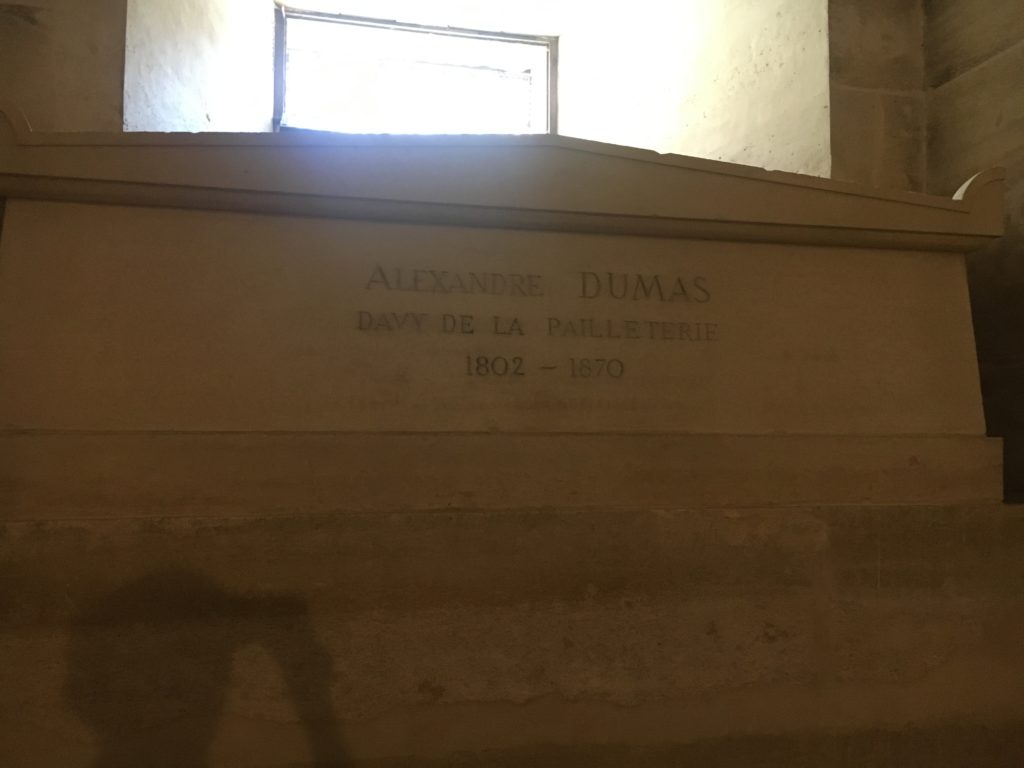 ALEXANDRE DUMAS
DAVY DE LA PAILLETERIE
1802 – 1870